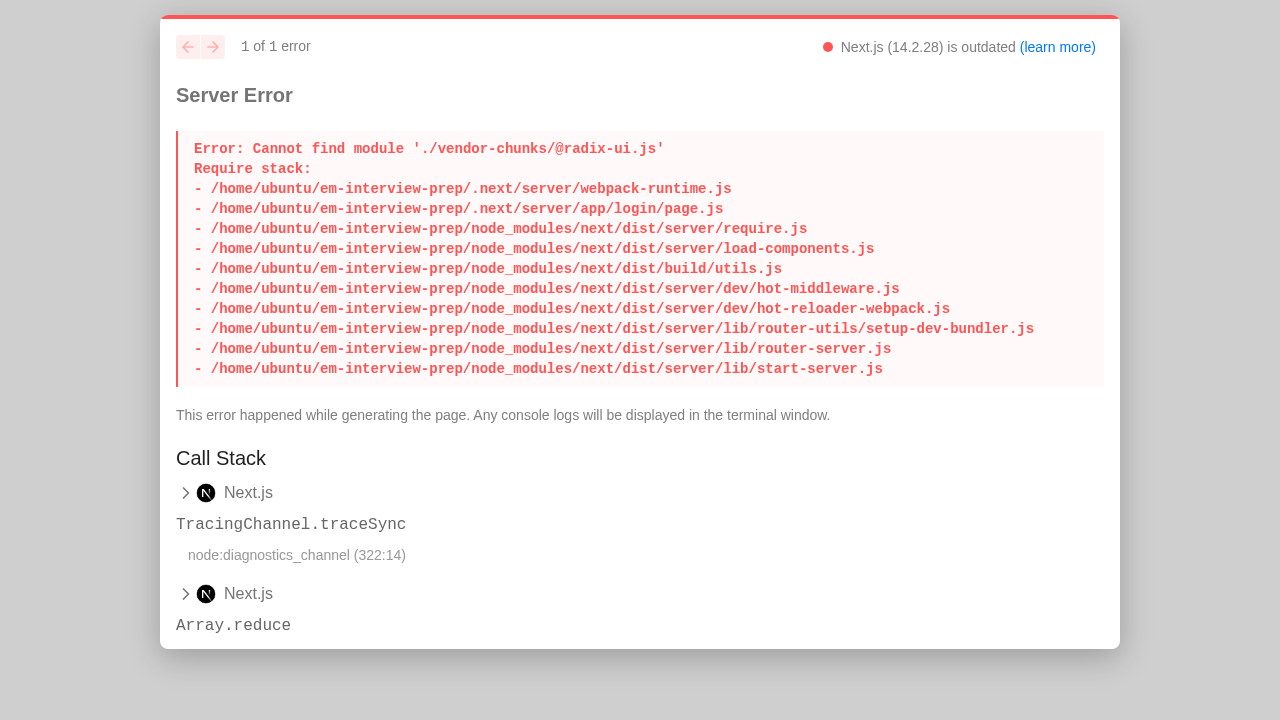 1 of 1 error
Next.js (14.2.28) is outdated (learn more)
Server Error
Error: Cannot find module './vendor-chunks/@radix-ui.js'
Require stack:
- /home/ubuntu/em-interview-prep/.next/server/webpack-runtime.js
- /home/ubuntu/em-interview-prep/.next/server/app/login/page.js
- /home/ubuntu/em-interview-prep/node_modules/next/dist/server/require.js
- /home/ubuntu/em-interview-prep/node_modules/next/dist/server/load-components.js
- /home/ubuntu/em-interview-prep/node_modules/next/dist/build/utils.js
- /home/ubuntu/em-interview-prep/node_modules/next/dist/server/dev/hot-middleware.js
- /home/ubuntu/em-interview-prep/node_modules/next/dist/server/dev/hot-reloader-webpack.js
- /home/ubuntu/em-interview-prep/node_modules/next/dist/server/lib/router-utils/setup-dev-bundler.js
- /home/ubuntu/em-interview-prep/node_modules/next/dist/server/lib/router-server.js
- /home/ubuntu/em-interview-prep/node_modules/next/dist/server/lib/start-server.js
This error happened while generating the page. Any console logs will be displayed in the terminal window.
Call Stack
Next.js
TracingChannel.traceSync
node:diagnostics_channel (322:14)
Next.js
Array.reduce